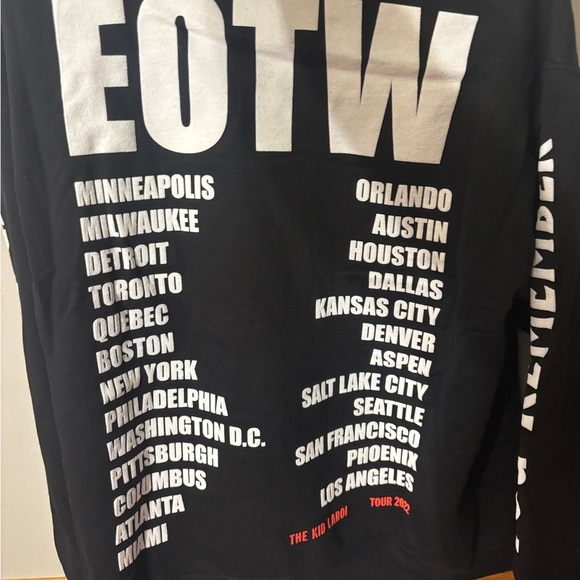 EOTW
MINNEAPOLIS
MILWAUKEE
DETROIT
TORONTO
QUEBEC
BOSTON
NEW YORK
PHILADELPHIA
WASHINGTON D.C.
PITTSBURGH
COLUMBUS
ATLANTA
MIAMI
ORLANDO
AUSTIN
HOUSTON
DALLAS
KANSAS CITY
DENVER
ASPEN
SALT LAKE CITY
SEATTLE
SAN FRANCISCO
PHOENIX
LOS ANGELES
THE KID LAROI TOUR 2022
REMEMBER